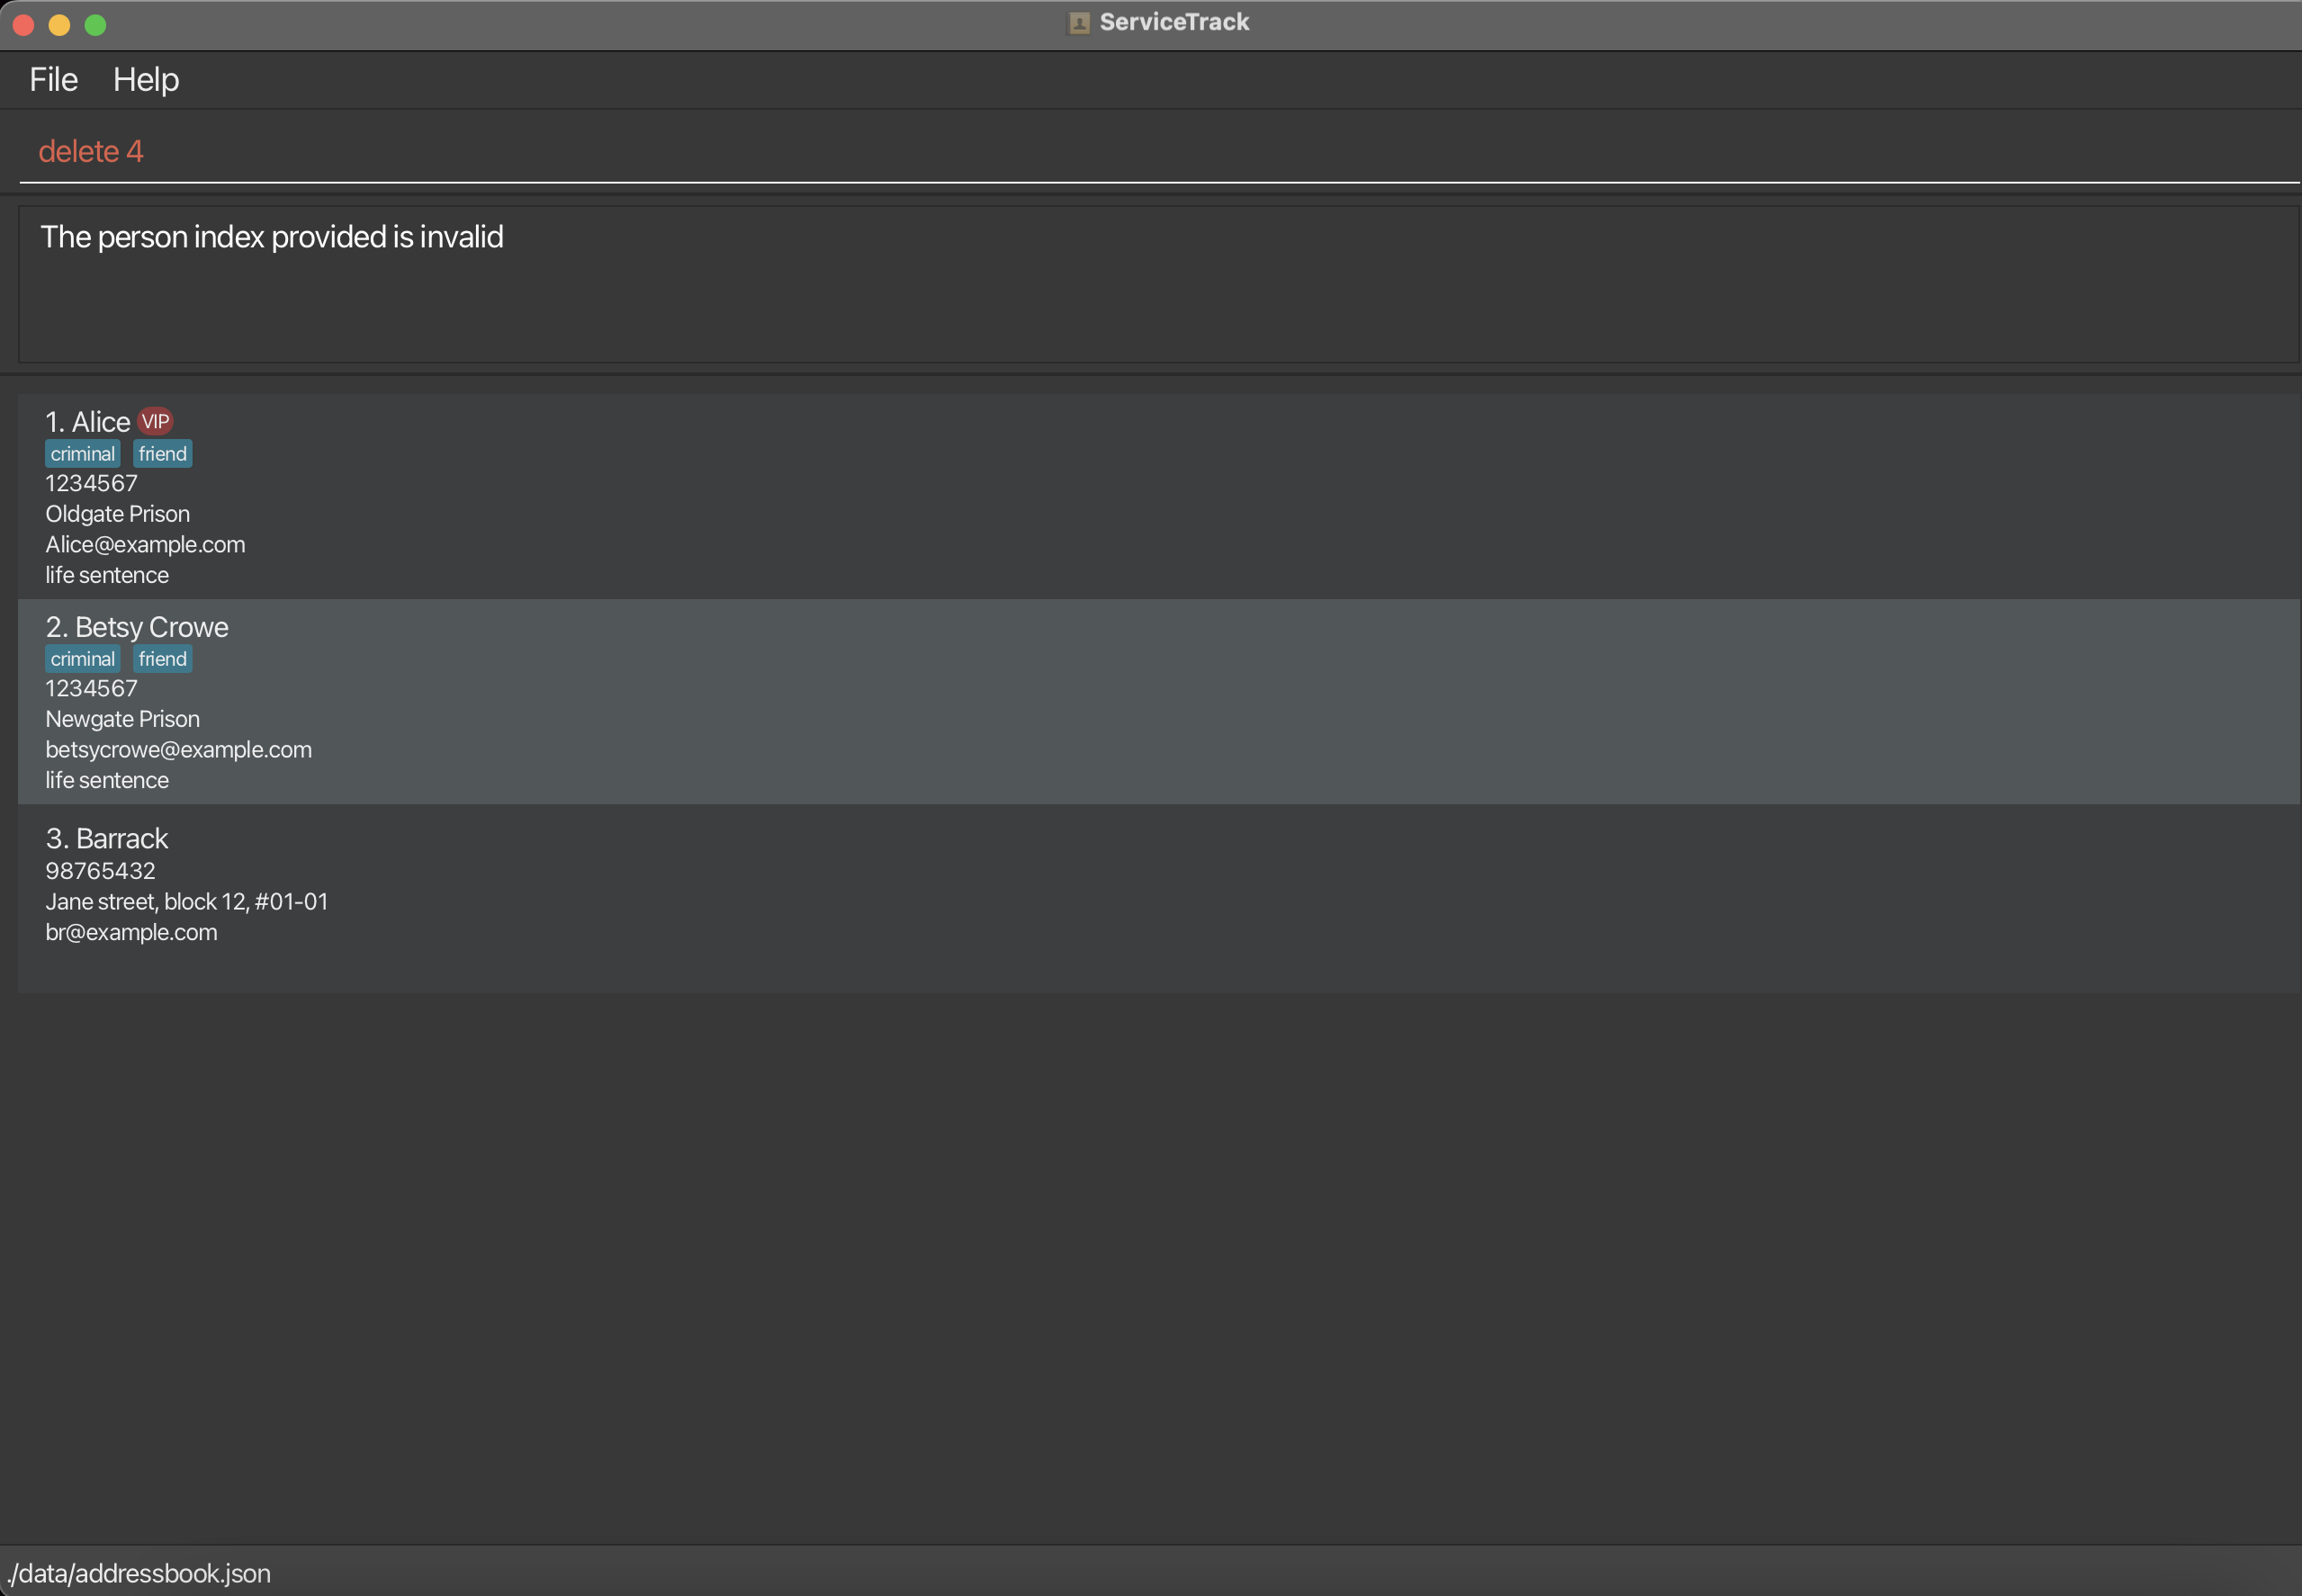 ServiceTrack
File Help
delete 4
The person index provided is invalid
1. Alice VIP
criminal friend
1234567
Oldgate Prison
Alice@example.com
life sentence
2. Betsy Crowe
criminal friend
1234567
Newgate Prison
betsycrowe@example.com
life sentence
3. Barrack
98765432
Jane street, block 12, #01-01
br@example.com
./data/addressbook.json